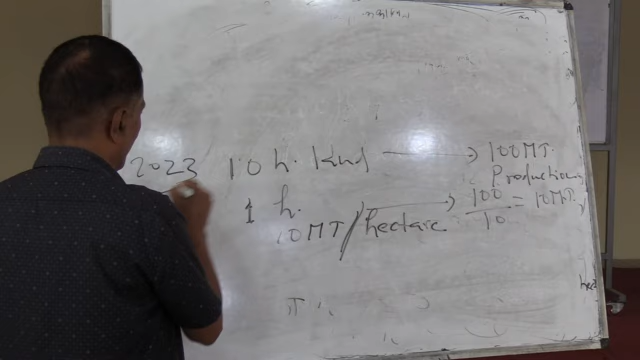 2023 10 h. Land → 100MT.
Production
1 h. → 100/10 = 10MT.
10MT/hectare